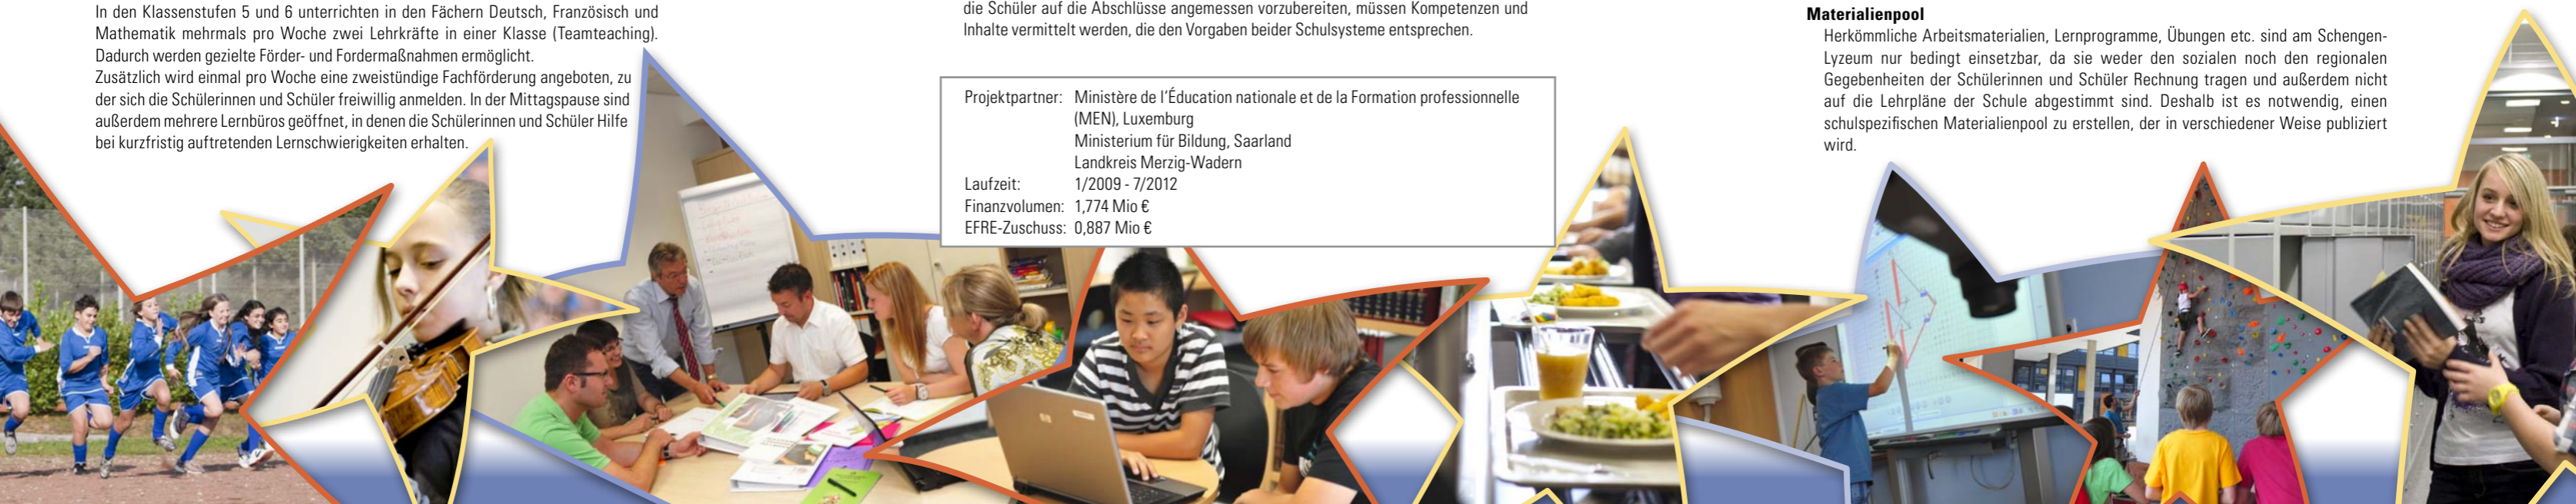 In den Klassenstufen 5 und 6 unterrichten in den Fächern Deutsch, Französisch und
Mathematik mehrmals pro Woche zwei Lehrkräfte in einer Klasse (Teamteaching).
Dadurch werden gezielte Förder- und Fordermaßnahmen ermöglicht.
Zusätzlich wird einmal pro Woche eine zweistündige Fachförderung angeboten, zu
der sich die Schülerinnen und Schüler freiwillig anmelden. In der Mittagspause sind
außerdem mehrere Lernbüros geöffnet, in denen die Schülerinnen und Schüler Hilfe
bei kurzfristig auftretenden Lernschwierigkeiten erhalten.
die Schüler auf die Abschlüsse angemessen vorzubereiten, müssen Kompetenzen und
Inhalte vermittelt werden, die den Vorgaben beider Schulsysteme entsprechen.
Projektpartner: Ministère de l'Éducation nationale et de la Formation professionnelle
(MEN), Luxemburg
Ministerium für Bildung, Saarland
Landkreis Merzig-Wadern
Laufzeit: 1/2009 - 7/2012
Finanzvolumen: 1,774 Mio €
EFRE-Zuschuss: 0,887 Mio €
Materialienpool
Herkömmliche Arbeitsmaterialien, Lernprogramme, Übungen etc. sind am Schengen-
Lyzeum nur bedingt einsetzbar, da sie weder den sozialen noch den regionalen
Gegebenheiten der Schülerinnen und Schüler Rechnung tragen und außerdem nicht
auf die Lehrpläne der Schule abgestimmt sind. Deshalb ist es notwendig, einen
schulspezifischen Materialienpool zu erstellen, der in verschiedener Weise publiziert
wird.